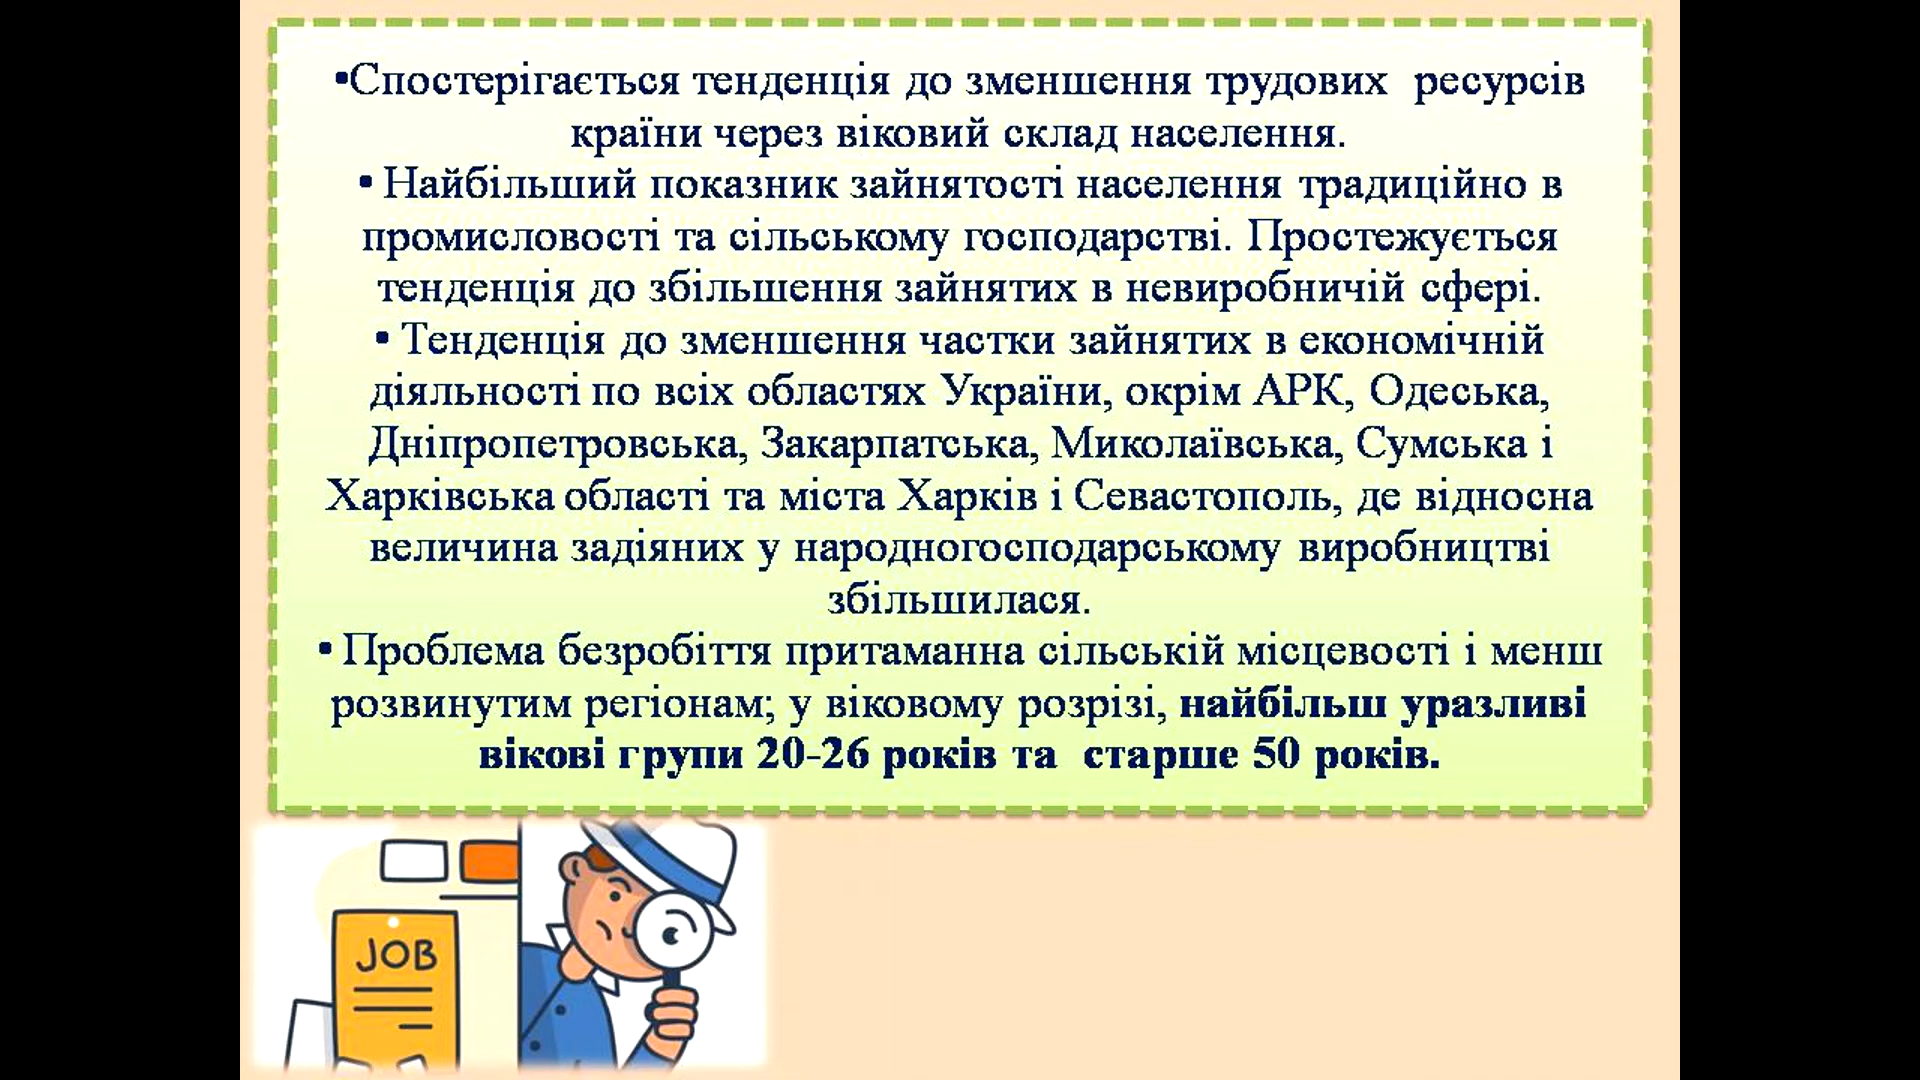 •Спостерігається тенденція до зменшення трудових ресурсів
країни через віковий склад населення.
• Найбільший показник зайнятості населення традиційно в
промисловості та сільському господарстві. Простежується
тенденція до збільшення зайнятих в невиробничій сфері.
• Тенденція до зменшення частки зайнятих в економічній
діяльності по всіх областях України, окрім АРК, Одеська,
Дніпропетровська, Закарпатська, Миколаївська, Сумська і
Харківська області та міста Харків і Севастополь, де відносна
величина задіяних у народногосподарському виробництві
збільшилася.
• Проблема безробіття притаманна сільській місцевості і менш
розвинутим регіонам; у віковому розрізі, найбільш уразливі
вікові групи 20-26 років та старше 50 років.
JOB